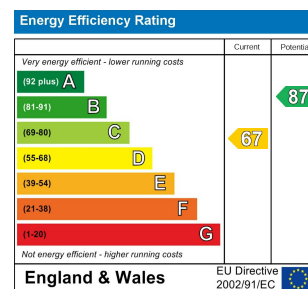 Energy Efficiency Rating
Current Potentia
Very energy efficient - lower running costs
(92 plus) A
(81-91) B
87
(69-80) C
67
(55-68) D
(39-54) E
(21-38) F
(1-20) G
Not energy efficient - higher running costs
England & Wales
EU Directive
2002/91/EC